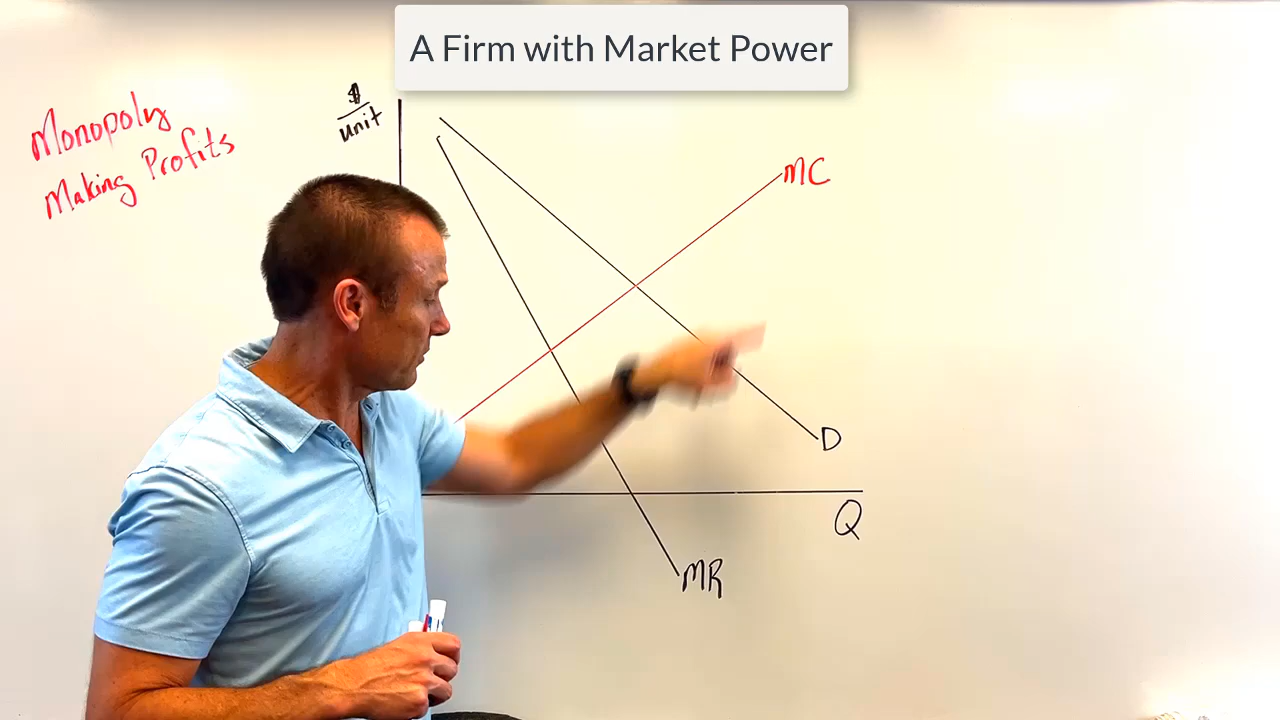 A Firm with Market Power
Monopoly
Making Profits
$
unit
MC
D
Q
MR